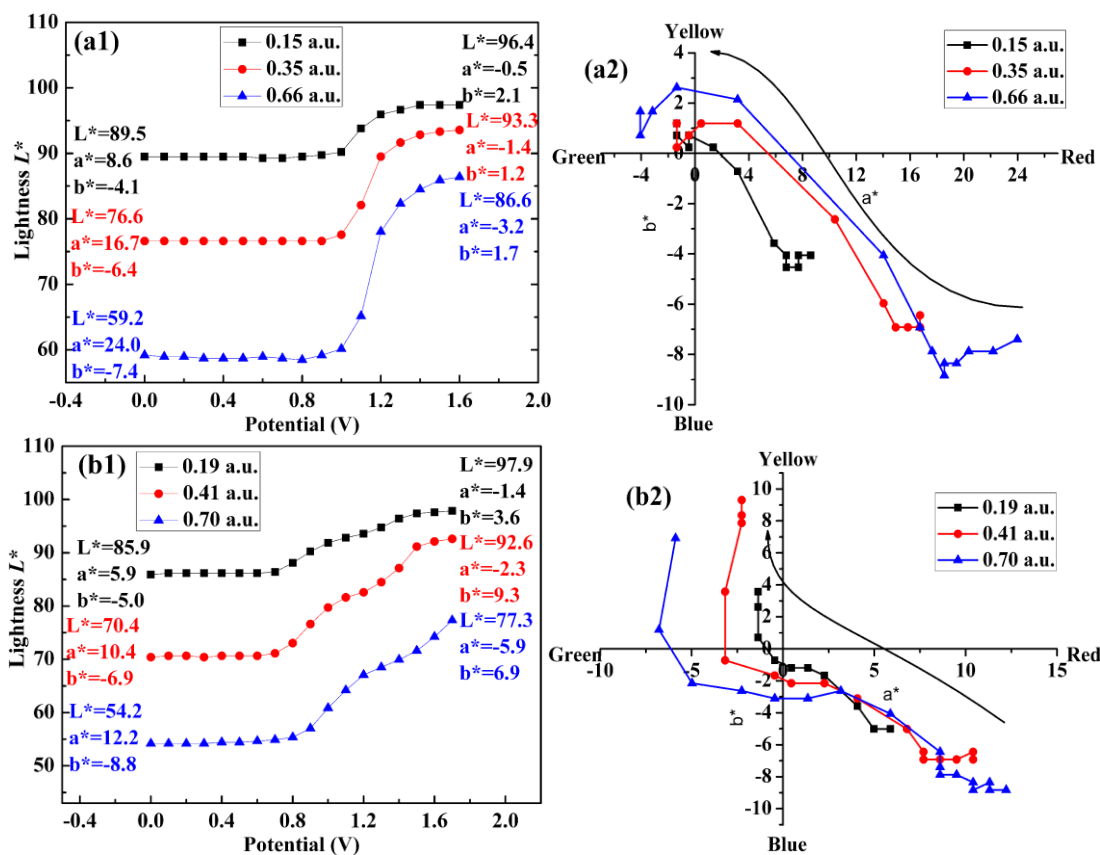 (a1)
0.15 a.u.
0.35 a.u.
0.66 a.u.
L*=96.4
a*=-0.5
b*=2.1
L*=93.3
a*=-1.4
b*=1.2
L*=86.6
a*=-3.2
b*=1.7
L*=89.5
a*=8.6
b*=-4.1
L*=76.6
a*=16.7
b*=-6.4
L*=59.2
a*=24.0
b*=-7.4
Lightness L*
110
100
90
80
70
60
-0.4 0.0 0.4 0.8 1.2 1.6 2.0
Potential (V)
(a2)
Yellow
0.15 a.u.
0.35 a.u.
0.66 a.u.
4
2
0
-2
-4
-6
-8
-10
Green
Red
-4 0 4 8 12 16 20 24
a*
b*
Blue
(b1)
0.19 a.u.
0.41 a.u.
0.70 a.u.
L*=97.9
a*=-1.4
b*=3.6
L*=92.6
a*=-2.3
b*=9.3
L*=77.3
a*=-5.9
b*=6.9
L*=85.9
a*=5.9
b*=-5.0
L*=70.4
a*=10.4
b*=-6.9
L*=54.2
a*=12.2
b*=-8.8
Lightness L*
110
100
90
80
70
60
50
-0.4 0.0 0.4 0.8 1.2 1.6 2.0
Potential (V)
(b2)
Yellow
0.19 a.u.
0.41 a.u.
0.70 a.u.
10
8
6
4
2
0
-2
-4
-6
-8
-10
Green
Red
-10 -5 0 5 10 15
a*
b*
Blue